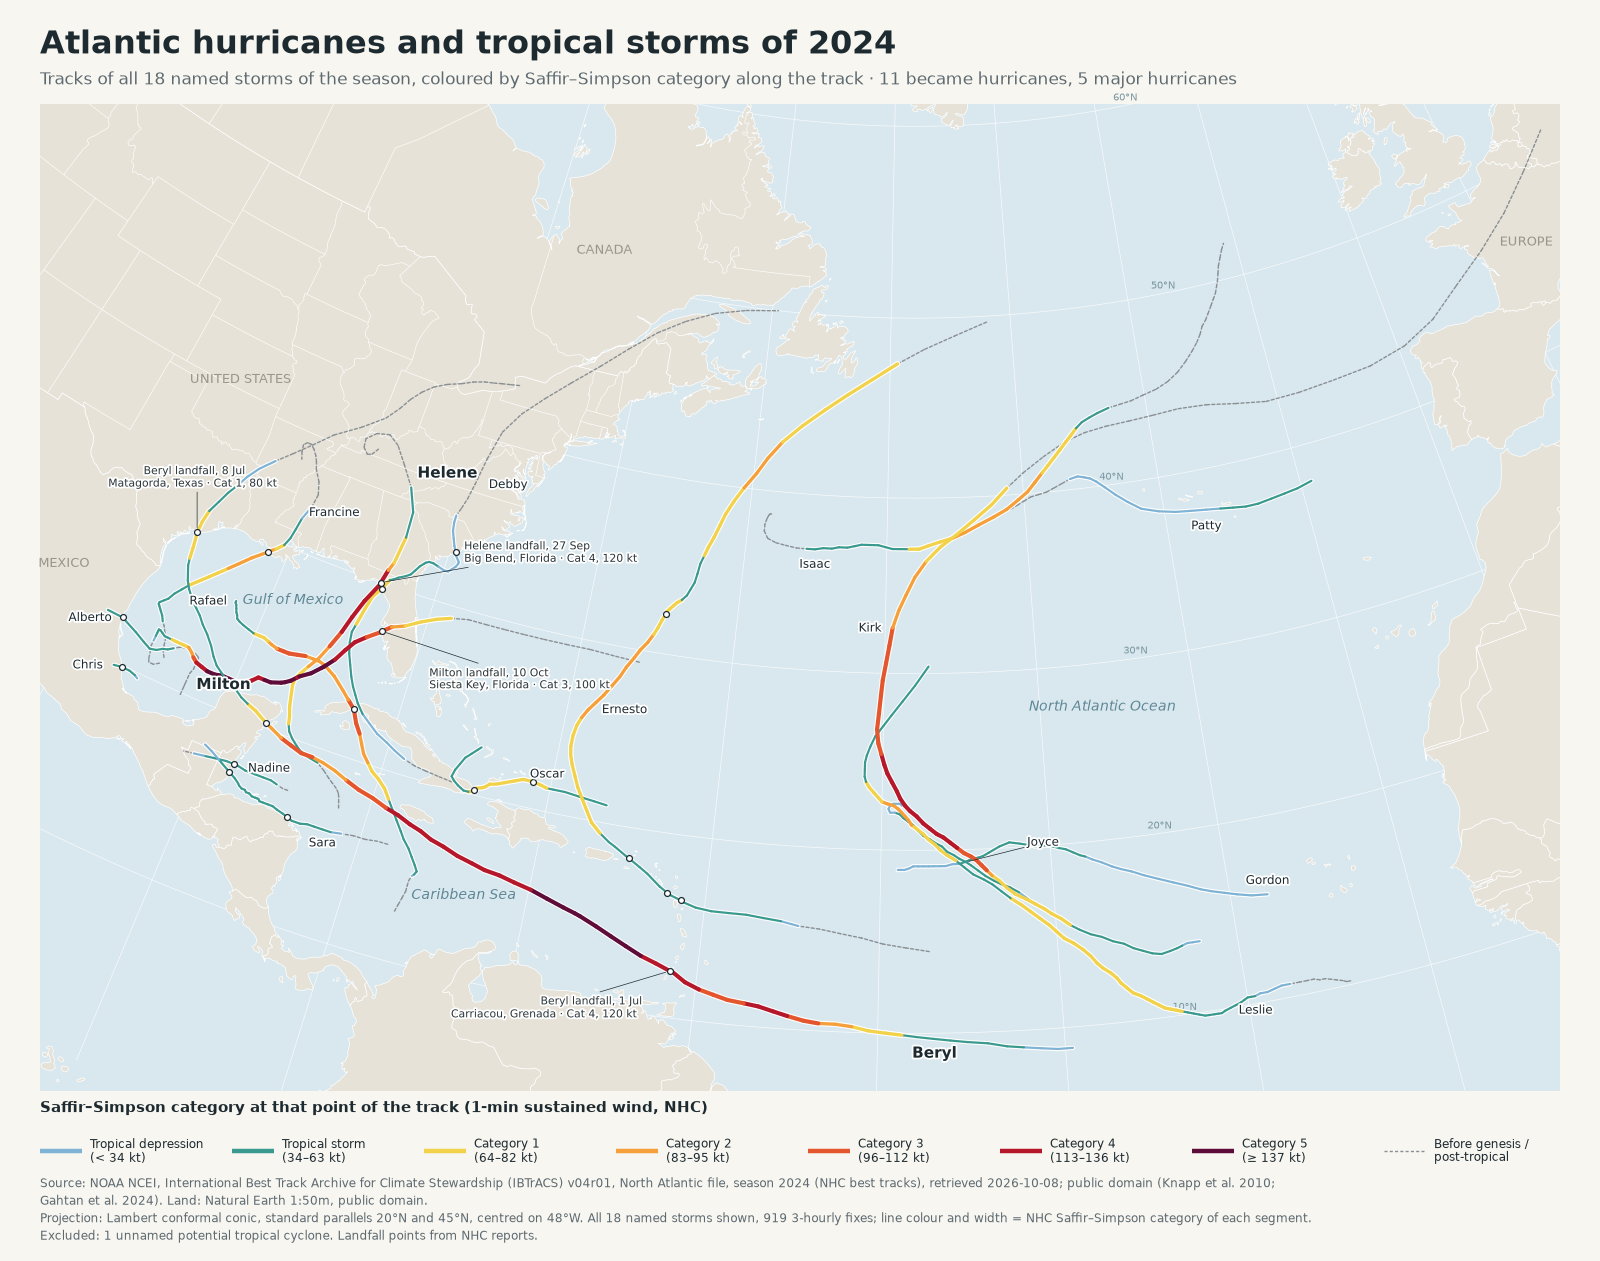 Atlantic hurricanes and tropical storms of 2024
Tracks of all 18 named storms of the season, coloured by Saffir–Simpson category along the track · 11 became hurricanes, 5 major hurricanes
60°N
CANADA
EUROPE
50°N
UNITED STATES
Beryl landfall, 8 Jul
Matagorda, Texas · Cat 1, 80 kt
Helene
Debby
40°N
Francine
Patty
Helene landfall, 27 Sep
Big Bend, Florida · Cat 4, 120 kt
MEXICO
Isaac
Rafael
Gulf of Mexico
Alberto
Kirk
30°N
Chris
Milton
Milton landfall, 10 Oct
Siesta Key, Florida · Cat 3, 100 kt
Ernesto
North Atlantic Ocean
Nadine
Oscar
20°N
Sara
Joyce
Gordon
Caribbean Sea
Beryl landfall, 1 Jul
Carriacou, Grenada · Cat 4, 120 kt
10°N
Leslie
Beryl
Saffir–Simpson category at that point of the track (1-min sustained wind, NHC)
Tropical depression
(< 34 kt)
Tropical storm
(34–63 kt)
Category 1
(64–82 kt)
Category 2
(83–95 kt)
Category 3
(96–112 kt)
Category 4
(113–136 kt)
Category 5
(≥ 137 kt)
Before genesis /
post-tropical
Source: NOAA NCEI, International Best Track Archive for Climate Stewardship (IBTrACS) v04r01, North Atlantic file, season 2024 (NHC best tracks), retrieved 2026-10-08; public domain (Knapp et al. 2010;
Gahtan et al. 2024). Land: Natural Earth 1:50m, public domain.
Projection: Lambert conformal conic, standard parallels 20°N and 45°N, centred on 48°W. All 18 named storms shown, 919 3-hourly fixes; line colour and width = NHC Saffir–Simpson category of each segment.
Excluded: 1 unnamed potential tropical cyclone. Landfall points from NHC reports.